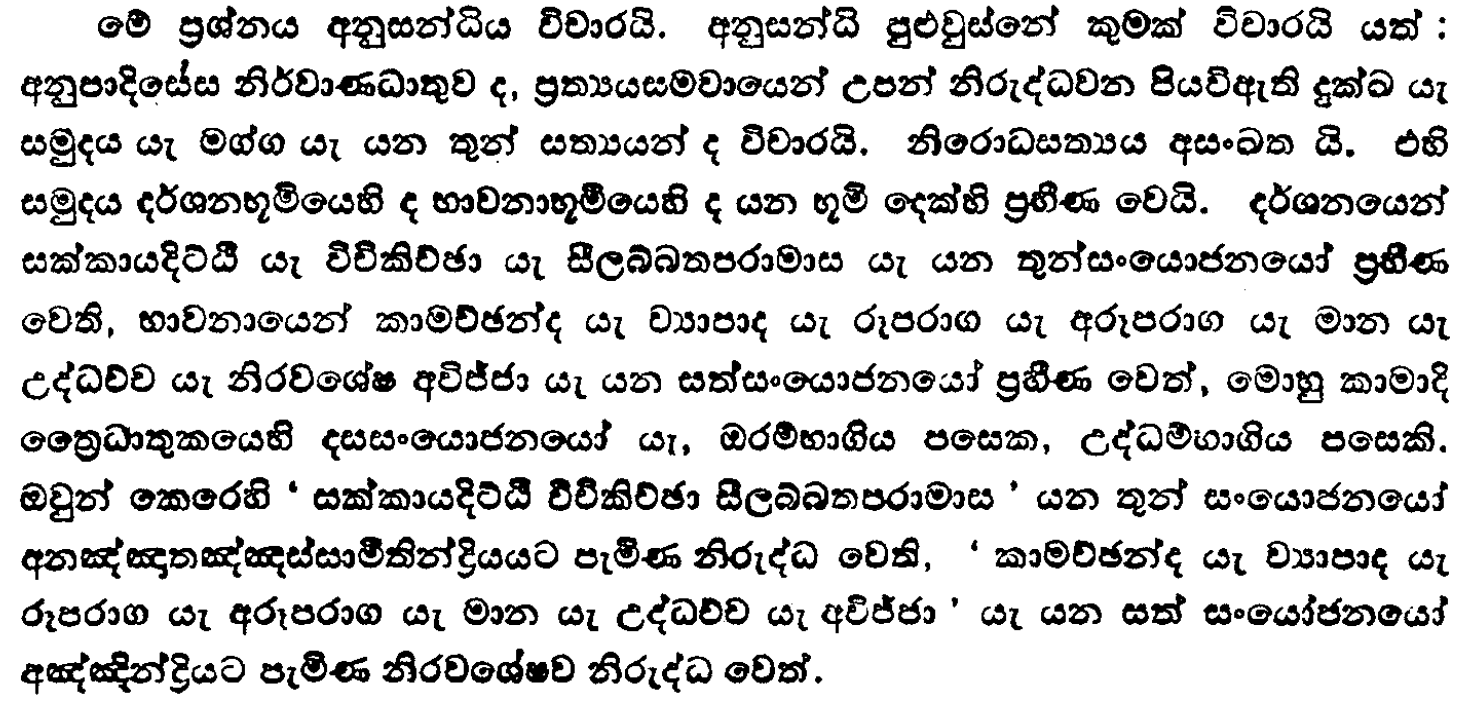 මේ ප්‍රශ්නය අනුසන්ධිය විචාරයි. අනුසන්ධි පුළුවුස්නේ කුමක් විචාරයි යත් :
අනුපාදිසේස නිර්වාණධාතුව ද, ප්‍රත්‍යයසමවායෙන් උපන් නිරුද්ධවන පියවිඇති දුක්ඛ යැ
සමුදය යැ මග්ග යැ යන තුන් සත්‍යයන් ද විචාරයි. නිරොධසත්‍යය අසංඛත යි. එහි
සමුදය දර්ශනභූමියෙහි ද භාවනාභූමියෙහි ද යන භූමි දෙක්හි ප්‍රහීණ වෙයි. දර්ශනයෙන්
සක්කායදිට්ඨි යැ විචිකිච්ඡා යැ සීලබ්බතපරාමාස යැ යන තුන්සංයොජනයෝ ප්‍රහීණ
වෙති, භාවනායෙන් කාමච්ඡන්ද යැ ව්‍යාපාද යැ රූපරාග යැ අරූපරාග යැ මාන යැ
උද්ධච්ච යැ නිරවශේෂ අවිජ්ජා යැ යන සත්සංයොජනයෝ ප්‍රහීණ වෙත්, මොහු කාමාදි
ත්‍රෛධාතුකයෙහි දසසංයොජනයෝ යැ, ඔරම්භාගිය පසෙක, උද්ධම්භාගිය පසෙකි.
ඔවුන් කෙරෙහි ‘ සක්කායදිට්ඨි විචිකිච්ඡා සීලබ්බතපරාමාස ’ යන තුන් සංයොජනයෝ
අනඤ්ඤාතඤ්ඤස්සාමීතින්ද්‍රියයට පැමිණ නිරුද්ධ වෙති, ‘ කාමච්ඡන්ද යැ ව්‍යාපාද යැ
රූපරාග යැ අරූපරාග යැ මාන යැ උද්ධච්ච යැ අවිජ්ජා ’ යැ යන සත් සංයෝජනයෝ
අඤ්ඤින්ද්‍රියට පැමිණ නිරවශේෂව නිරුද්ධ වෙත්.